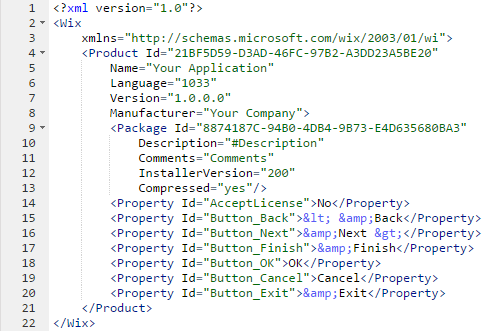 1 <?xml version="1.0"?>
2 <Wix
3 xmlns="http://schemas.microsoft.com/wix/2003/01/wi">
4 <Product Id="21BF5D59-D3AD-46FC-97B2-A3DD23A5BE20"
5 Name="Your Application"
6 Language="1033"
7 Version="1.0.0.0"
8 Manufacturer="Your Company">
9 <Package Id="8874187C-94B0-4DB4-9B73-E4D635680BA3"
10 Description="#Description"
11 Comments="Comments"
12 InstallerVersion="200"
13 Compressed="yes"/>
14 <Property Id="AcceptLicense">No</Property>
15 <Property Id="Button_Back">&lt; &amp;Back</Property>
16 <Property Id="Button_Next">&amp;Next &gt;</Property>
17 <Property Id="Button_Finish">&amp;Finish</Property>
18 <Property Id="Button_OK">OK</Property>
19 <Property Id="Button_Cancel">Cancel</Property>
20 <Property Id="Button_Exit">&amp;Exit</Property>
21 </Product>
22 </Wix>